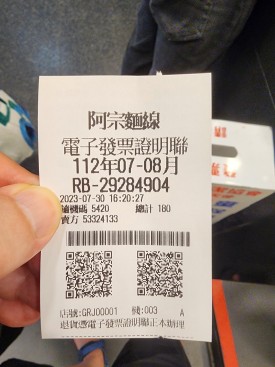 阿宗麵線
電子發票證明聯
112年07-08月
RB-29284904
2023-07-30 16:20:27
隨機碼 5420 總計 180
賣方 53324133
店號:GRJ00001 機:003 A
退貨憑電子發票證明聯正本辦理